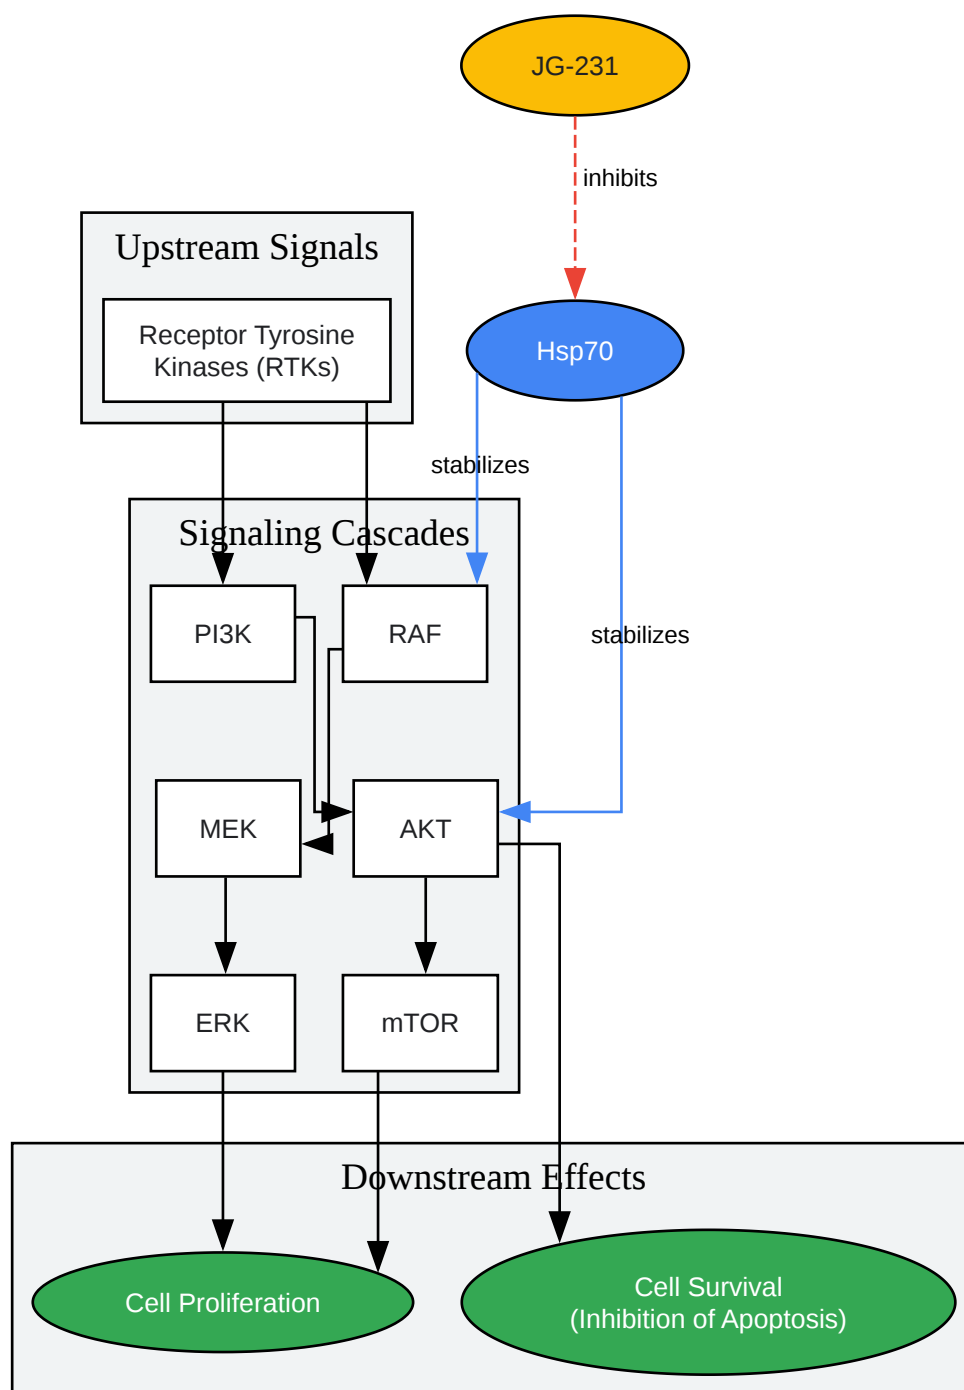 JG-231
inhibits
Upstream Signals
Receptor Tyrosine
Kinases (RTKs)
Hsp70
stabilizes
Signaling Cascades
PI3K
RAF
stabilizes
MEK
AKT
ERK
mTOR
Downstream Effects
Cell Proliferation
Cell Survival
(Inhibition of Apoptosis)